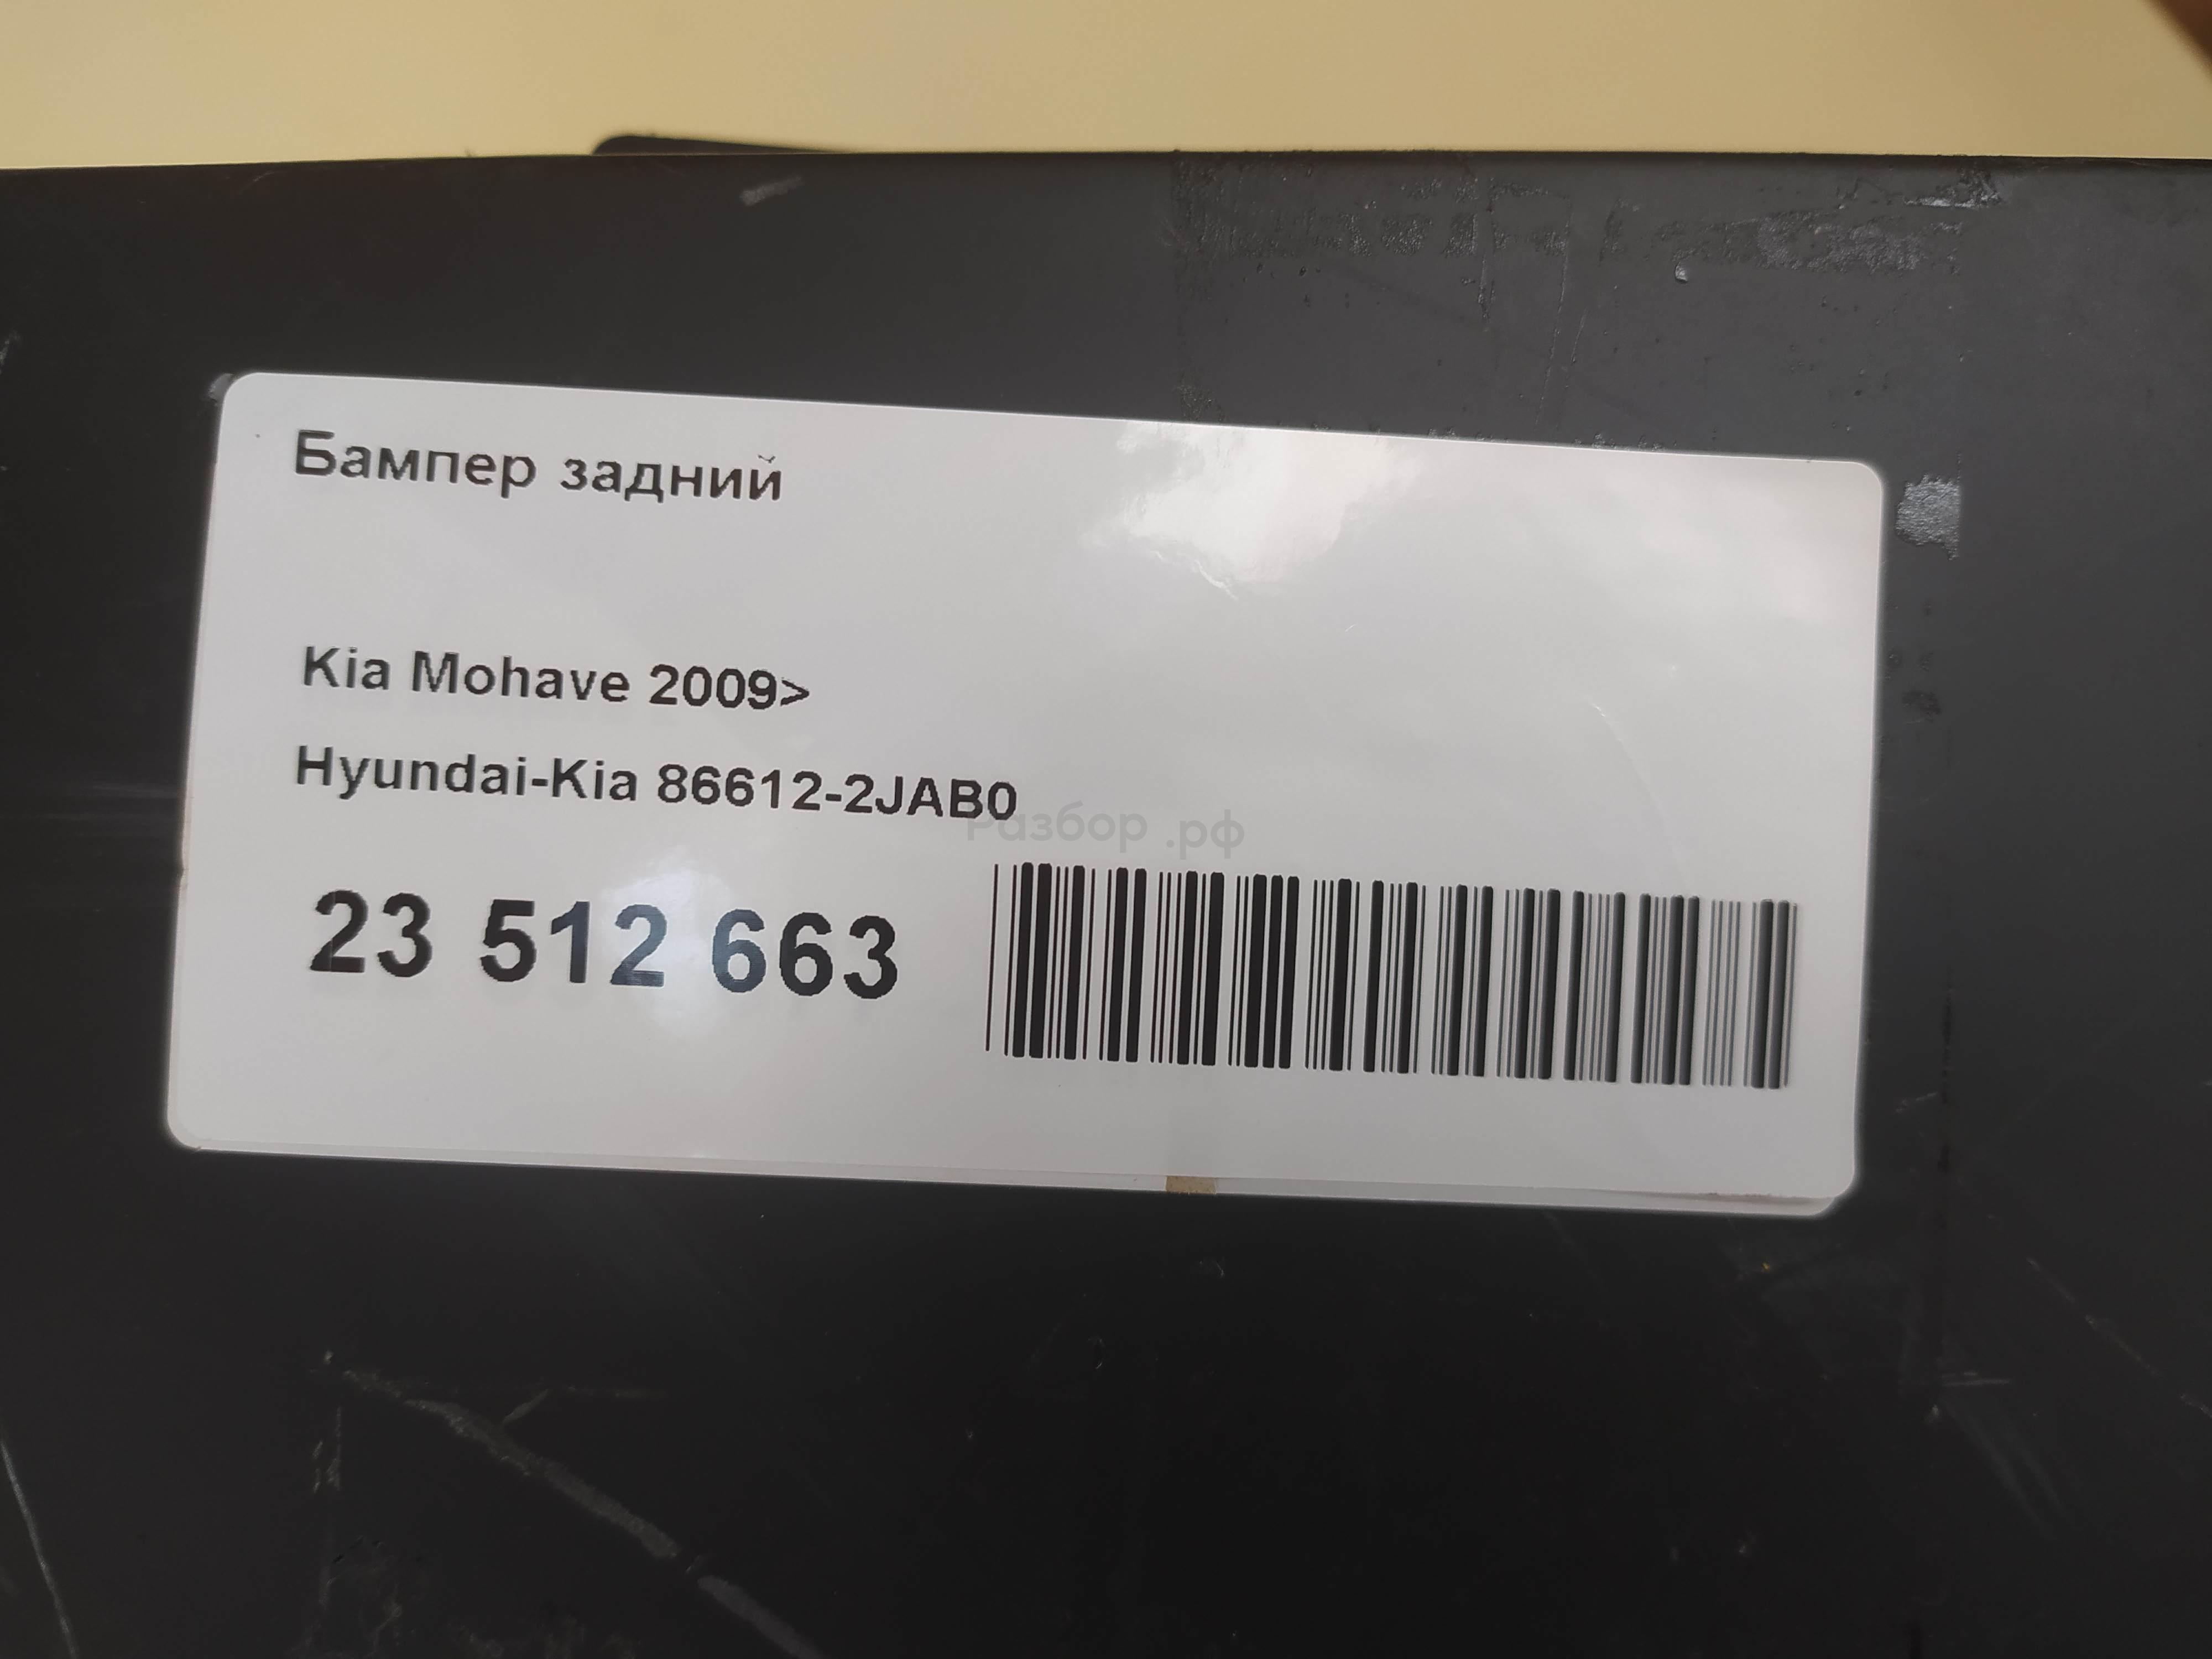 Бампер задний
Kia Mohave 2009>
Hyundai-Kia 86612-2JAB0
Разбор .рф
23 512 663